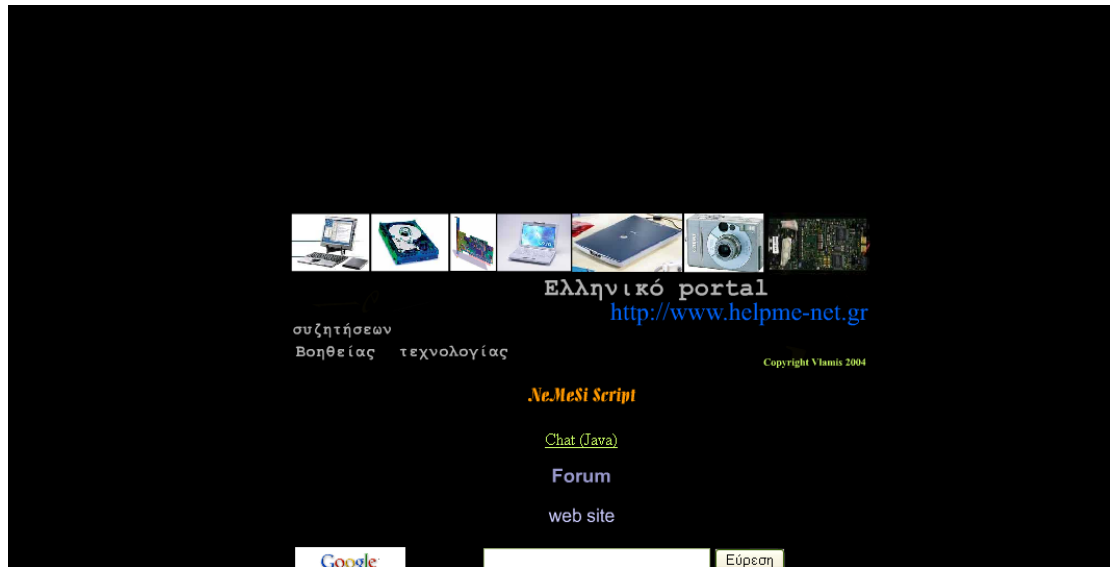 Ελληνικό portal
http://www.helpme-net.gr
συζητήσεων
Βοηθείας τεχνολογίας
Copyright Vlamis 2004
NeMeSi Script
Chat (Java)
Forum
web site
Google Εύρεση